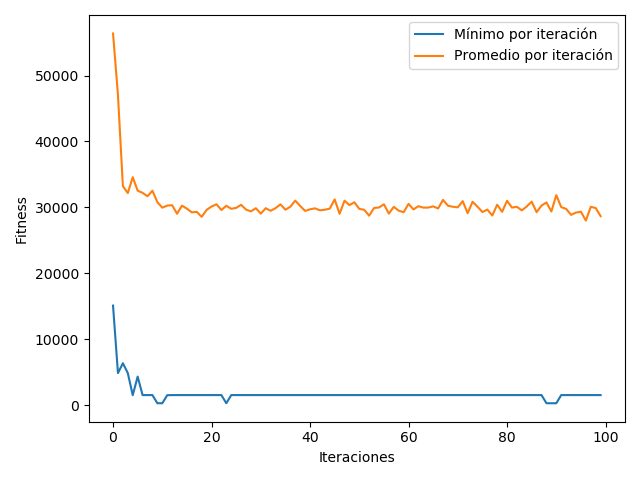 Mínimo por iteración
Promedio por iteración
50000
40000
30000
20000
10000
0
Fitness
0 20 40 60 80 100
Iteraciones